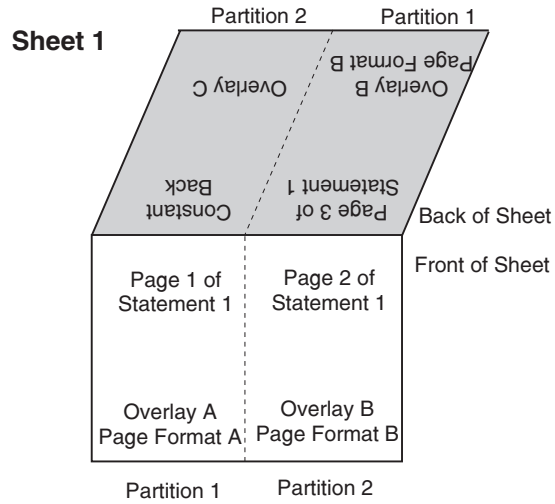 Sheet 1
Partition 2
Partition 1
Overlay C
Overlay B
Page Format B
Constant
Back
Page 3 of
Statement 1
Back of Sheet
Front of Sheet
Page 1 of
Statement 1
Page 2 of
Statement 1
Overlay A
Page Format A
Overlay B
Page Format B
Partition 1
Partition 2